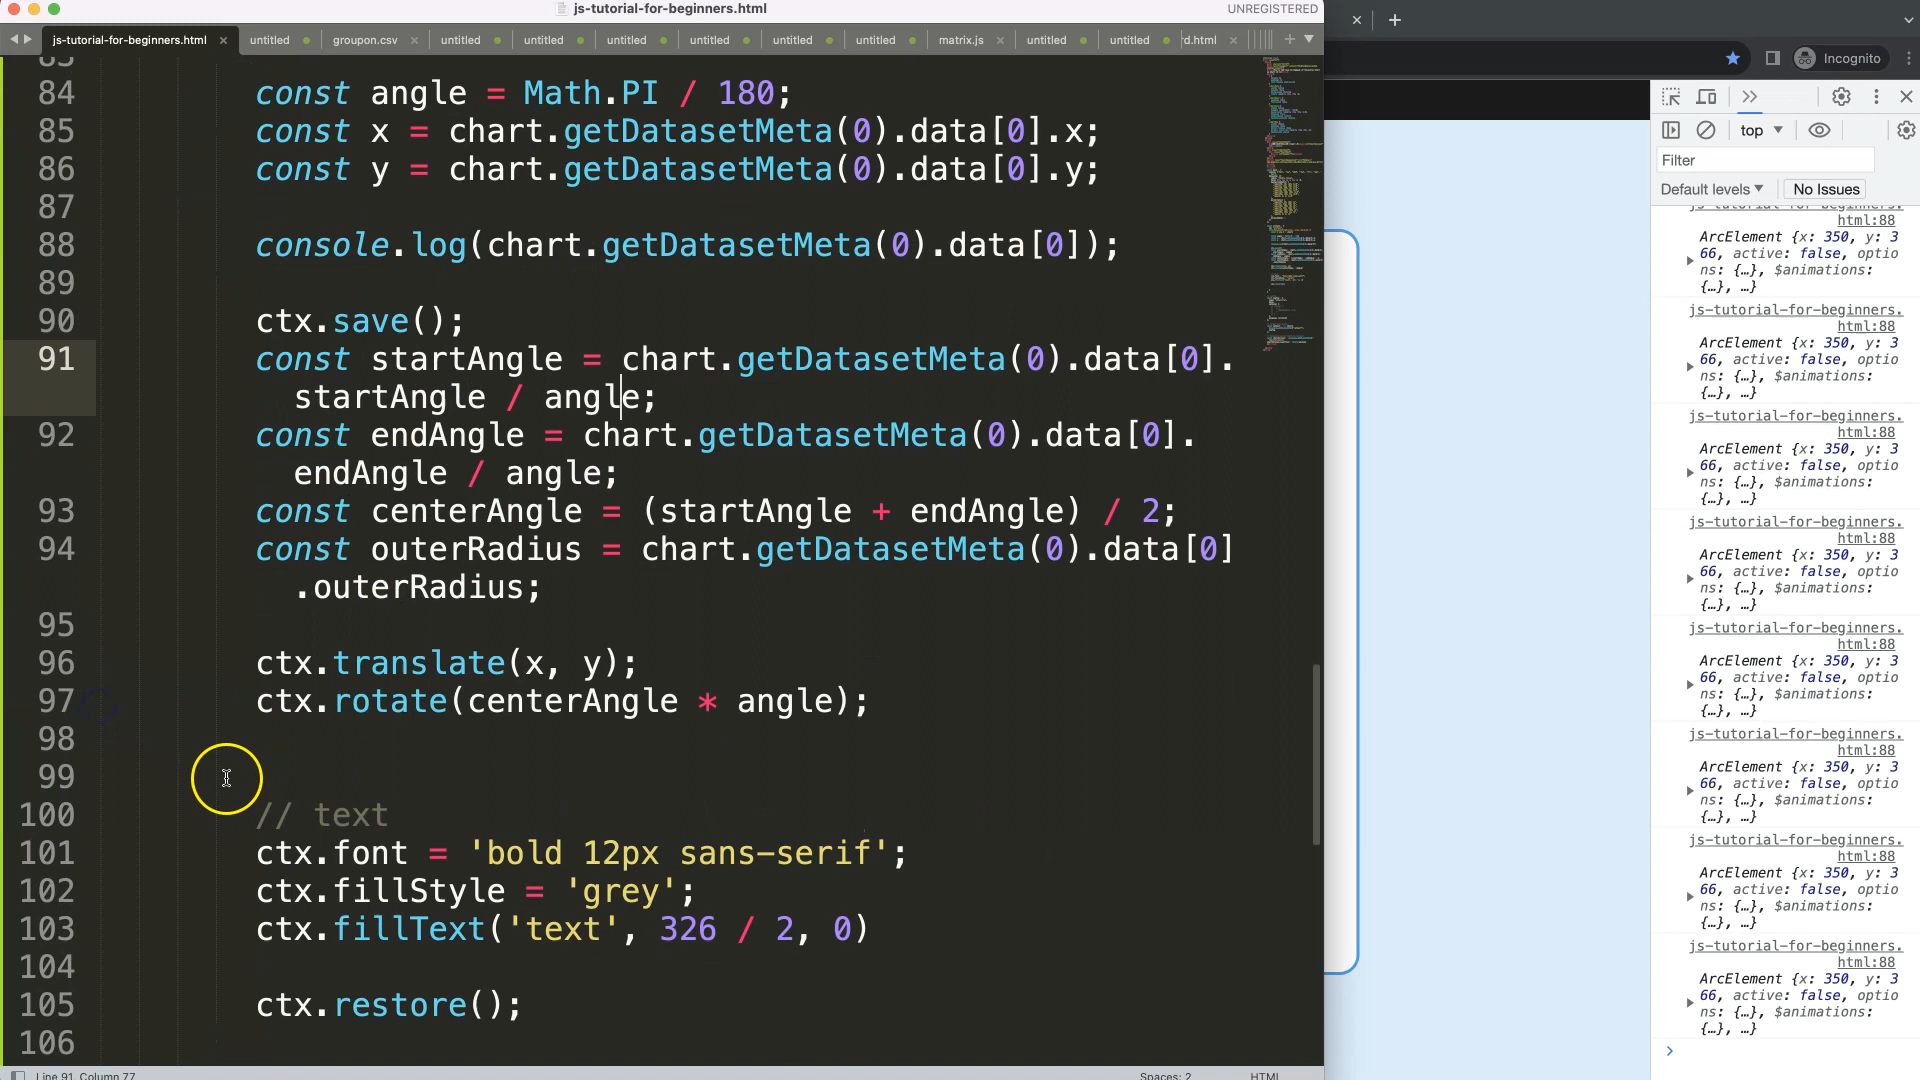 js-tutorial-for-beginners.html
UNREGISTERED
js-tutorial-for-beginners.html × untitled groupon.csv × untitled untitled untitled untitled untitled untitled matrix.js × untitled untitled rd.html × + ▼
Incognito
84 const angle = Math.PI / 180;
85 const x = chart.getDatasetMeta(0).data[0].x;
86 const y = chart.getDatasetMeta(0).data[0].y;
87
88 console.log(chart.getDatasetMeta(0).data[0]);
89
90 ctx.save();
91 const startAngle = chart.getDatasetMeta(0).data[0].
startAngle / angle;
92 const endAngle = chart.getDatasetMeta(0).data[0].
endAngle / angle;
93 const centerAngle = (startAngle + endAngle) / 2;
94 const outerRadius = chart.getDatasetMeta(0).data[0]
.outerRadius;
95
96 ctx.translate(x, y);
97 ctx.rotate(centerAngle * angle);
98
99
100 // text
101 ctx.font = 'bold 12px sans-serif';
102 ctx.fillStyle = 'grey';
103 ctx.fillText('text', 326 / 2, 0)
104
105 ctx.restore();
106
Line 91, Column 77
Spaces: 2
HTML
top ▼
Filter
Default levels ▼ No Issues
js-tutorial-for-beginners.
html:88
ArcElement {x: 350, y: 3
66, active: false, optio
ns: {…}, $animations:
{…}, …}
js-tutorial-for-beginners.
html:88
ArcElement {x: 350, y: 3
66, active: false, optio
ns: {…}, $animations:
{…}, …}
js-tutorial-for-beginners.
html:88
ArcElement {x: 350, y: 3
66, active: false, optio
ns: {…}, $animations:
{…}, …}
js-tutorial-for-beginners.
html:88
ArcElement {x: 350, y: 3
66, active: false, optio
ns: {…}, $animations:
{…}, …}
js-tutorial-for-beginners.
html:88
ArcElement {x: 350, y: 3
66, active: false, optio
ns: {…}, $animations:
{…}, …}
js-tutorial-for-beginners.
html:88
ArcElement {x: 350, y: 3
66, active: false, optio
ns: {…}, $animations:
{…}, …}
js-tutorial-for-beginners.
html:88
ArcElement {x: 350, y: 3
66, active: false, optio
ns: {…}, $animations:
{…}, …}
js-tutorial-for-beginners.
html:88
ArcElement {x: 350, y: 3
66, active: false, optio
ns: {…}, $animations:
{…}, …}